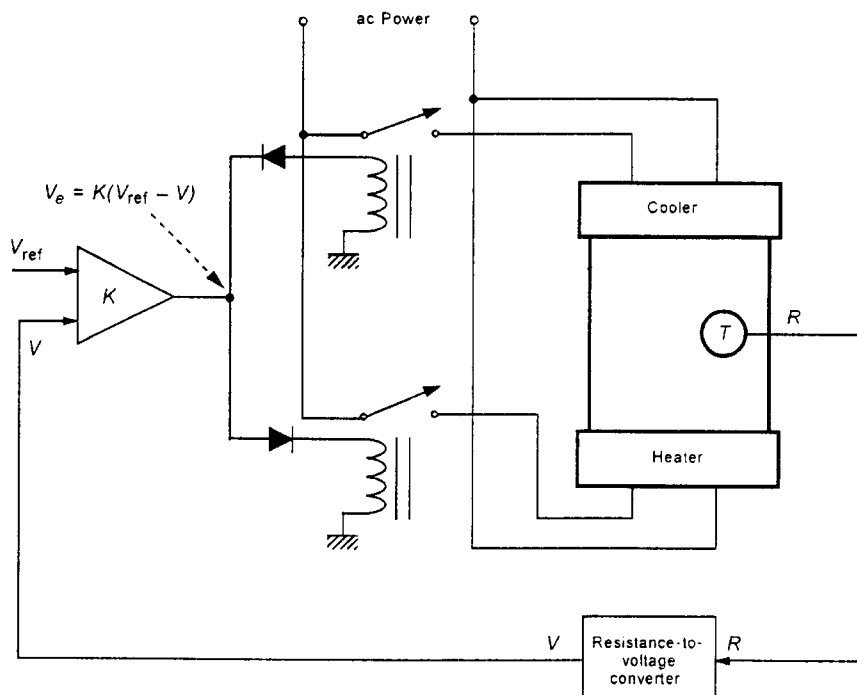 ac Power
V_e = K(V_ref – V)
Cooler
V_ref
K
V
T
R
Heater
V
Resistance-to-
voltage
converter
R